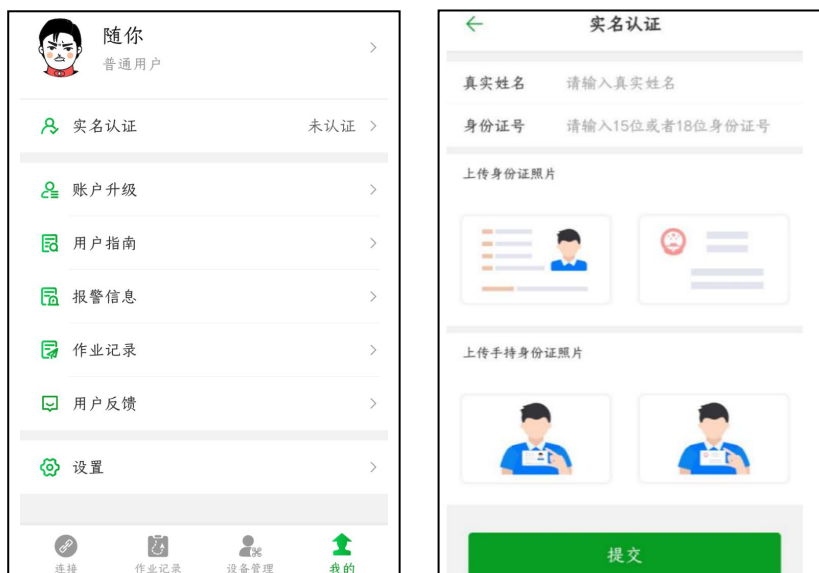 随你
普通用户
实名认证 未认证
账户升级
用户指南
报警信息
作业记录
用户反馈
设置
连接 作业记录 设备管理 我的
实名认证
真实姓名 请输入真实姓名
身份证号 请输入15位或者18位身份证号
上传身份证照片
上传手持身份证照片
提交